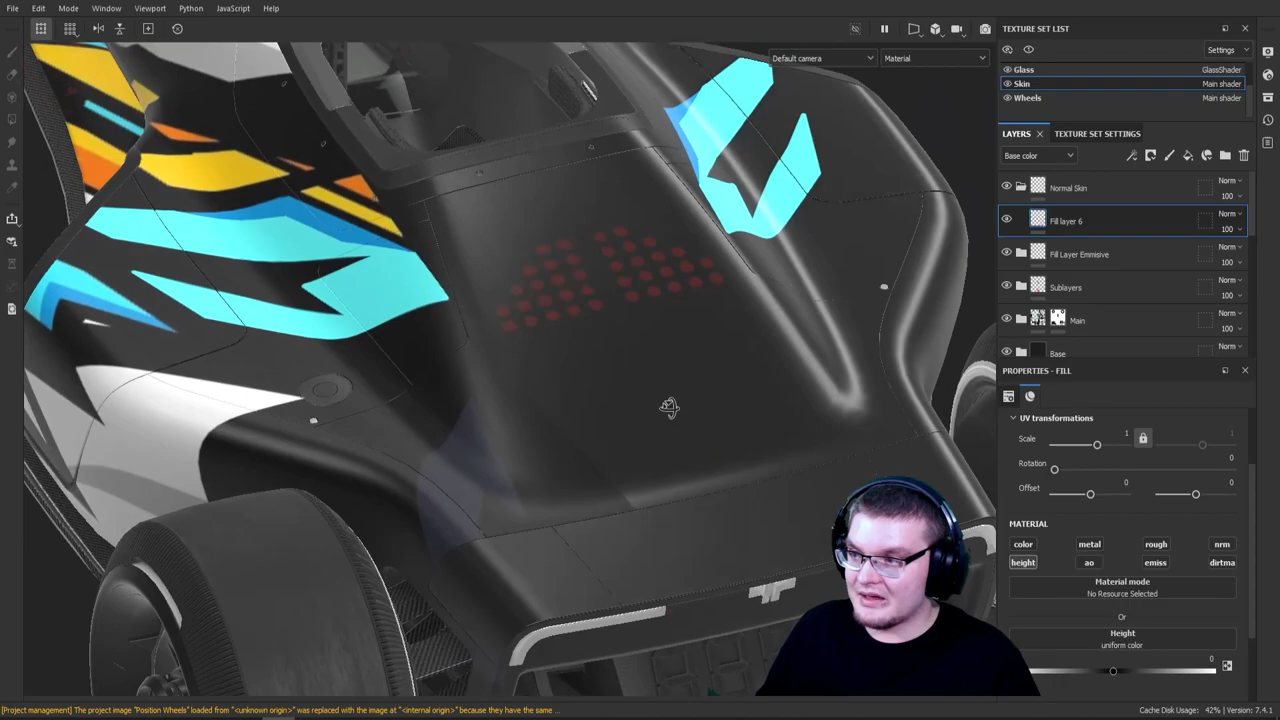 File Edit Mode Window Viewport Python JavaScript Help
Default camera
Material
TEXTURE SET LIST
Settings
Glass GlassShader
Skin Main shader
Wheels Main shader
LAYERS TEXTURE SET SETTINGS
Base color
Normal Skin Norm
100
Fill layer 6 Norm
100
Fill Layer Emmisive Norm
100
Sublayers Norm
100
Main Norm
100
Base Norm
PROPERTIES - FILL
UV transformations
Scale 1 1
Rotation 0
Offset 0 0
MATERIAL
color metal rough nrm
height ao emiss dirtma
Material mode
No Resource Selected
Or
Height
uniform color
0
[Project management] The project image "Position Wheels" loaded from "<unknown origin>" was replaced with the image at "<internal origin>" because they have the same ...
Cache Disk Usage: 42% | Version: 7.4.1